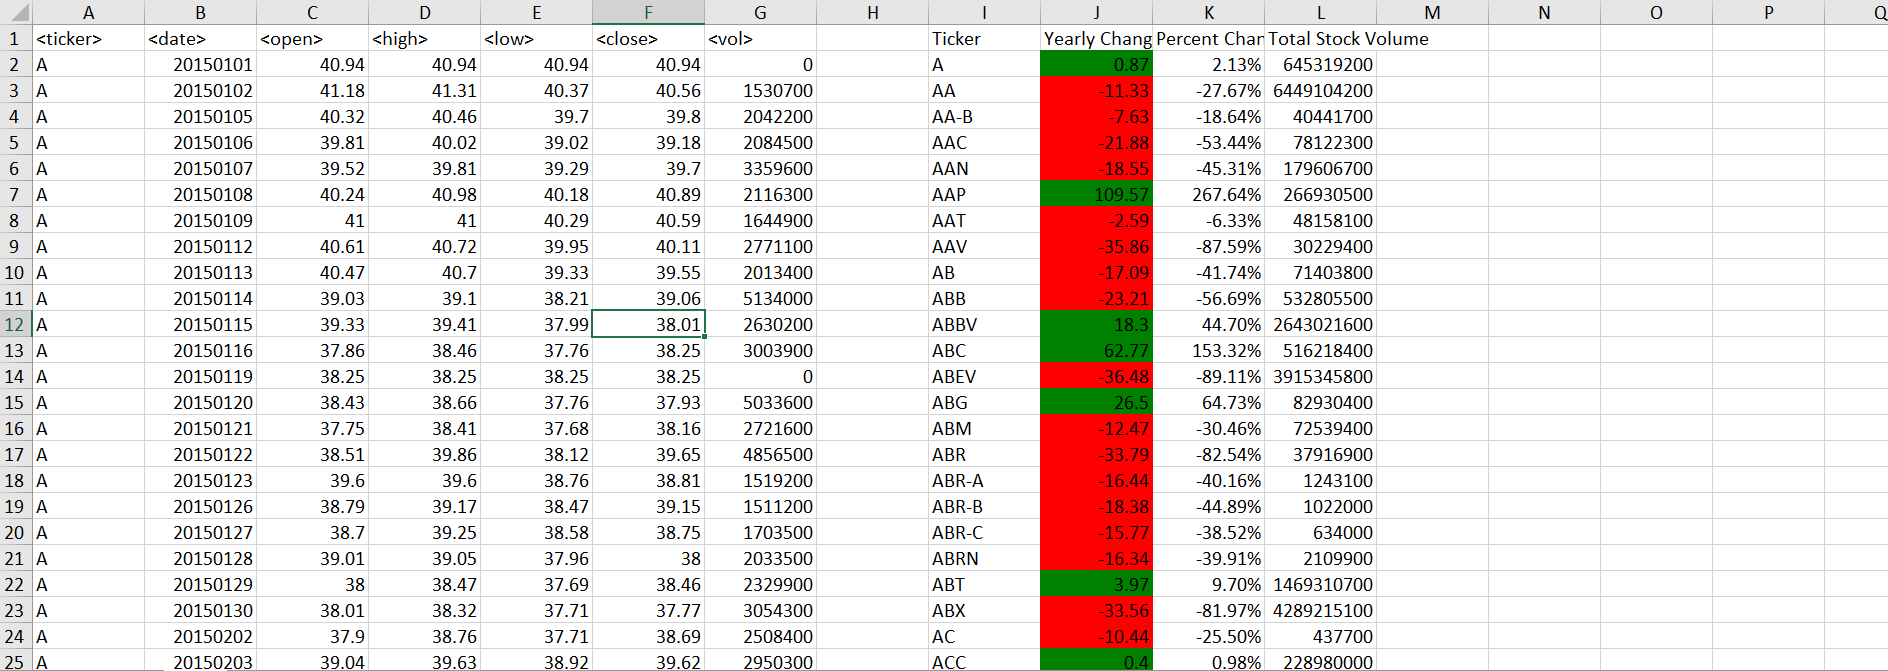 A B C D E F G H I J K L M N O P Q
1 <ticker> <date> <open> <high> <low> <close> <vol> Ticker Yearly Chang Percent Char Total Stock Volume
2 A 20150101 40.94 40.94 40.94 40.94 0 A 0.87 2.13% 645319200
3 A 20150102 41.18 41.31 40.37 40.56 1530700 AA -11.33 -27.67% 6449104200
4 A 20150105 40.32 40.46 39.7 39.8 2042200 AA-B -7.63 -18.64% 40441700
5 A 20150106 39.81 40.02 39.02 39.18 2084500 AAC -21.88 -53.44% 78122300
6 A 20150107 39.52 39.81 39.29 39.7 3359600 AAN -18.55 -45.31% 179606700
7 A 20150108 40.24 40.98 40.18 40.89 2116300 AAP 109.57 267.64% 266930500
8 A 20150109 41 41 40.29 40.59 1644900 AAT -2.59 -6.33% 48158100
9 A 20150112 40.61 40.72 39.95 40.11 2771100 AAV -35.86 -87.59% 30229400
10 A 20150113 40.47 40.7 39.33 39.55 2013400 AB -17.09 -41.74% 71403800
11 A 20150114 39.03 39.1 38.21 39.06 5134000 ABB -23.21 -56.69% 532805500
12 A 20150115 39.33 39.41 37.99 38.01 2630200 ABBV 18.3 44.70% 2643021600
13 A 20150116 37.86 38.46 37.76 38.25 3003900 ABC 62.77 153.32% 516218400
14 A 20150119 38.25 38.25 38.25 38.25 0 ABEV -36.48 -89.11% 3915345800
15 A 20150120 38.43 38.66 37.76 37.93 5033600 ABG 26.5 64.73% 82930400
16 A 20150121 37.75 38.41 37.68 38.16 2721600 ABM -12.47 -30.46% 72539400
17 A 20150122 38.51 39.86 38.12 39.65 4856500 ABR -33.79 -82.54% 37916900
18 A 20150123 39.6 39.6 38.76 38.81 1519200 ABR-A -16.44 -40.16% 1243100
19 A 20150126 38.79 39.17 38.47 39.15 1511200 ABR-B -18.38 -44.89% 1022000
20 A 20150127 38.7 39.25 38.58 38.75 1703500 ABR-C -15.77 -38.52% 634000
21 A 20150128 39.01 39.05 37.96 38 2033500 ABRN -16.34 -39.91% 2109900
22 A 20150129 38 38.47 37.69 38.46 2329900 ABT 3.97 9.70% 1469310700
23 A 20150130 38.01 38.32 37.71 37.77 3054300 ABX -33.56 -81.97% 4289215100
24 A 20150202 37.9 38.76 37.71 38.69 2508400 AC -10.44 -25.50% 437700
25 A 20150203 39.04 39.63 38.92 39.62 2950300 ACC 0.4 0.98% 228980000